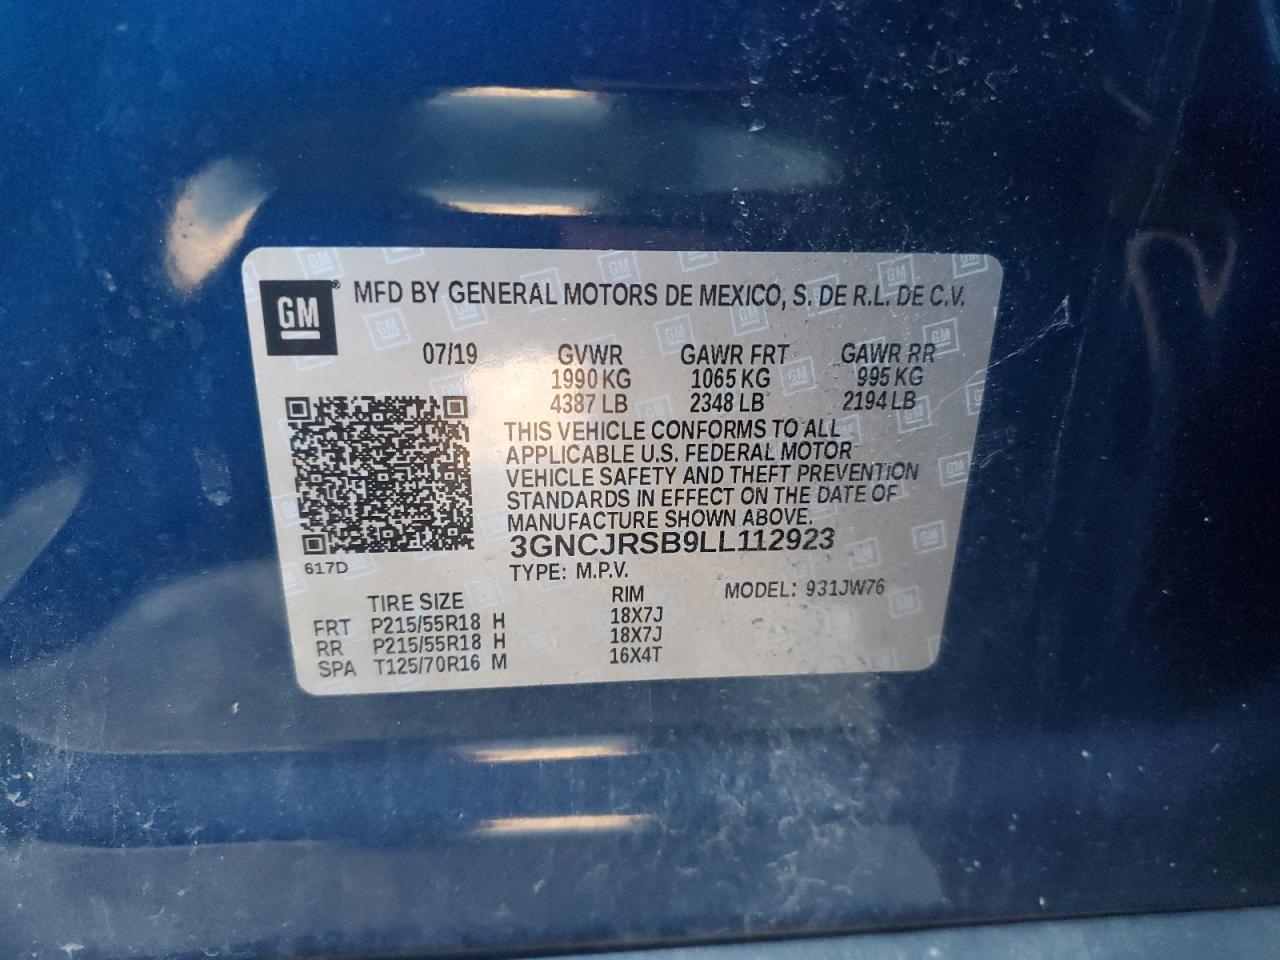 GM
MFD BY GENERAL MOTORS DE MEXICO, S. DE R.L. DE C.V.
07/19 GVWR GAWR FRT GAWR RR
1990 KG 1065 KG 995 KG
4387 LB 2348 LB 2194 LB
THIS VEHICLE CONFORMS TO ALL
APPLICABLE U.S. FEDERAL MOTOR
VEHICLE SAFETY AND THEFT PREVENTION
STANDARDS IN EFFECT ON THE DATE OF
MANUFACTURE SHOWN ABOVE.
3GNCJRSB9LL112923
617D
TYPE: M.P.V. MODEL: 931JW76
TIRE SIZE RIM
FRT P215/55R18 H 18X7J
RR P215/55R18 H 18X7J
SPA T125/70R16 M 16X4T